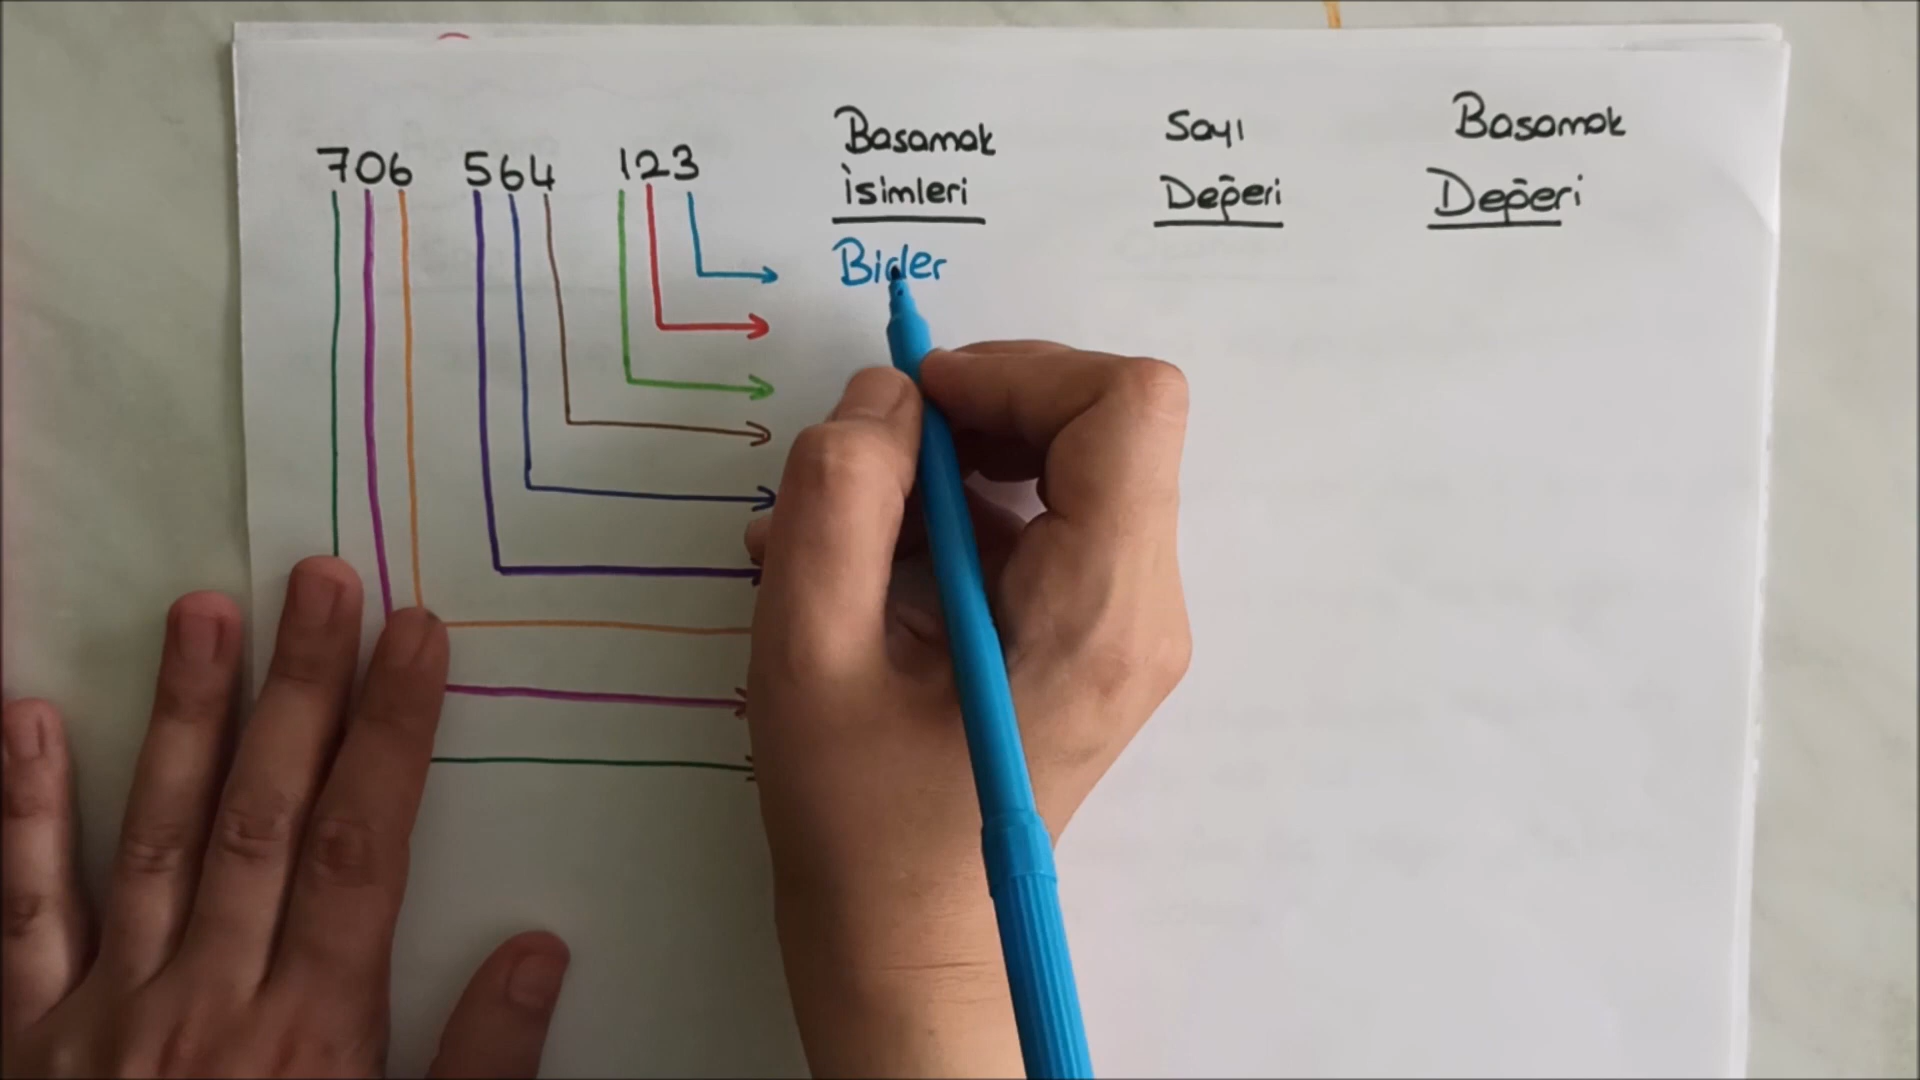 706 564 123
Basamak
İsimleri
Birler
Sayı
Değeri
Basamak
Değeri